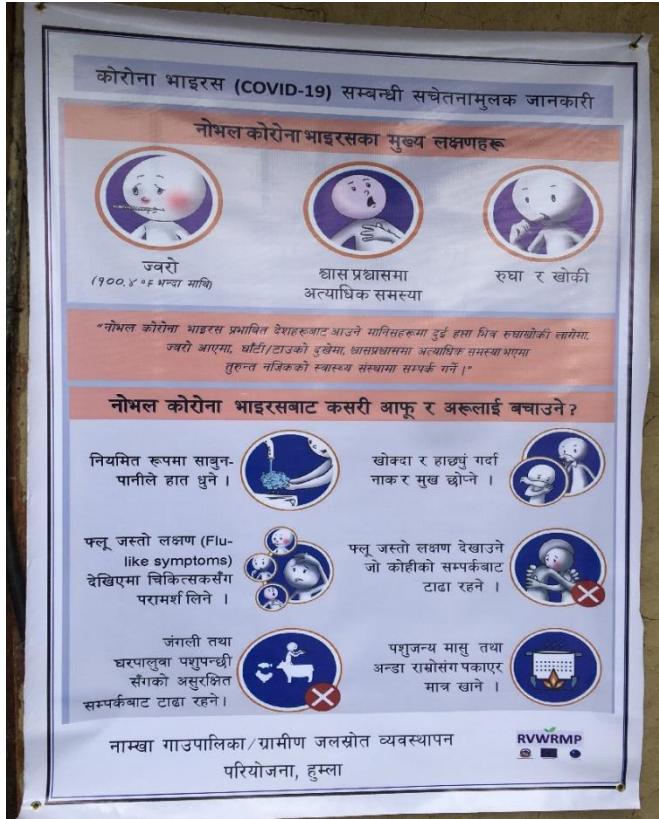 कोरोना भाइरस (COVID-19) सम्बन्धी सचेतनामुलक जानकारी
नोभल कोरोना भाइरसका मुख्य लक्षणहरू
ज्वरो
(१००.४ °F भन्दा माथि)
श्वास प्रश्वासमा
अत्याधिक समस्या
रुघा र खोकी
"नोभल कोरोना भाइरस प्रभावित देशहरूबाट आउने मानिसहरूमा दुई हप्ता भित्र रुघाखोकी लागेमा,
ज्वरो आएमा, घाँटी/टाउको दुखेमा, श्वासप्रश्वासमा अत्याधिक समस्या भएमा
तुरुन्त नजिकको स्वास्थ्य संस्थामा सम्पर्क गर्ने ।"
नोभल कोरोना भाइरसबाट कसरी आफू र अरूलाई बचाउने?
नियमित रूपमा साबुन-
पानीले हात धुने ।
खोक्दा र हाछ्युं गर्दा
नाक र मुख छोप्ने ।
फ्लू जस्तो लक्षण (Flu-
like symptoms)
देखिएमा चिकित्सकसँग
परामर्श लिने ।
फ्लू जस्तो लक्षण देखाउने
जो कोहीको सम्पर्कबाट
टाढा रहने ।
जंगली तथा
घरपालुवा पशुपन्छी
सँगको असुरक्षित
सम्पर्कबाट टाढा रहने।
पशुजन्य मासु तथा
अन्डा राम्रोसंग पकाएर
मात्र खाने ।
नाम्खा गाउपालिका/ग्रामीण जलस्रोत व्यवस्थापन
परियोजना, हुम्ला
RVWRMP